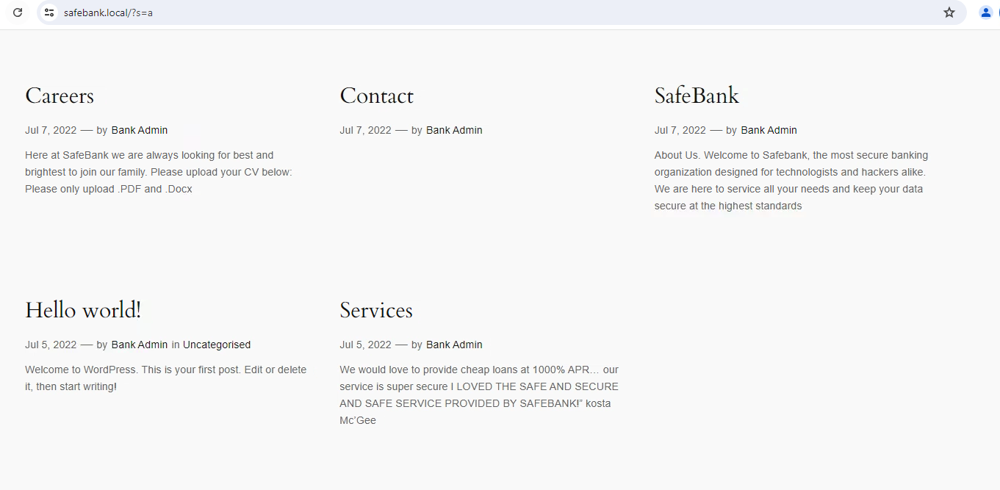 safebank.local/?s=a
Careers
Jul 7, 2022 — by Bank Admin
Here at SafeBank we are always looking for best and
brightest to join our family. Please upload your CV below:
Please only upload .PDF and .Docx
Contact
Jul 7, 2022 — by Bank Admin
SafeBank
Jul 7, 2022 — by Bank Admin
About Us. Welcome to Safebank, the most secure banking
organization designed for technologists and hackers alike.
We are here to service all your needs and keep your data
secure at the highest standards
Hello world!
Jul 5, 2022 — by Bank Admin in Uncategorised
Welcome to WordPress. This is your first post. Edit or delete
it, then start writing!
Services
Jul 5, 2022 — by Bank Admin
We would love to provide cheap loans at 1000% APR… our
service is super secure I LOVED THE SAFE AND SECURE
AND SAFE SERVICE PROVIDED BY SAFEBANK!” kosta
Mc’Gee